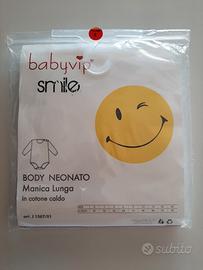 babyvip®
smile
BODY NEONATO
Manica Lunga
in cotone caldo
subito